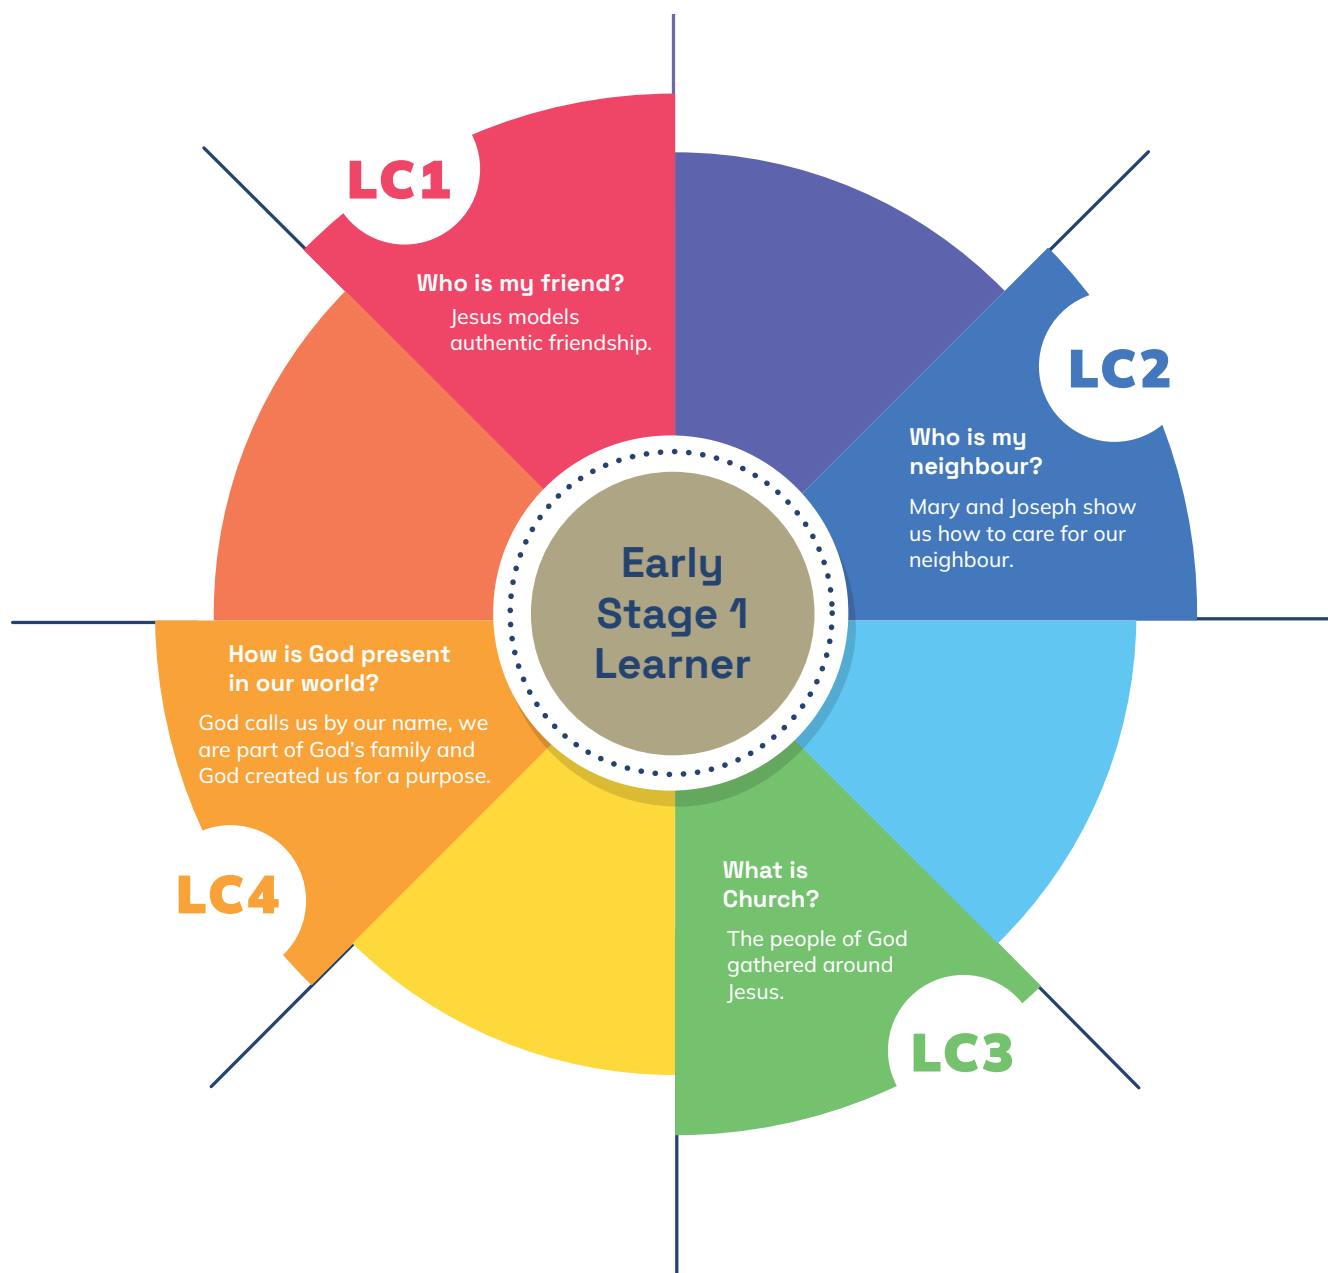 LC1
Who is my friend?
Jesus models
authentic friendship.
LC2
Who is my
neighbour?
Mary and Joseph show
us how to care for our
neighbour.
Early
Stage 1
Learner
How is God present
in our world?
God calls us by our name, we
are part of God’s family and
God created us for a purpose.
LC4
What is
Church?
The people of God
gathered around
Jesus.
LC3